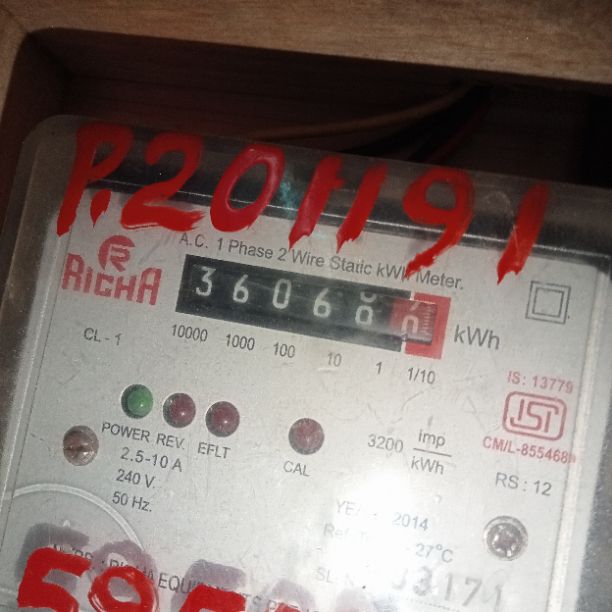 P.201191
A.C. 1 Phase 2 Wire Static kWh Meter.
R
RICHA
36068
kWh
CL - 1
10000 1000 100 10 1 1/10
IS : 13779
ISI
CM/L-855468
POWER REV. EFLT
CAL
3200 imp
kWh
RS : 12
2.5-10 A
240 V.
50 Hz.
2014
27°C
SL. N